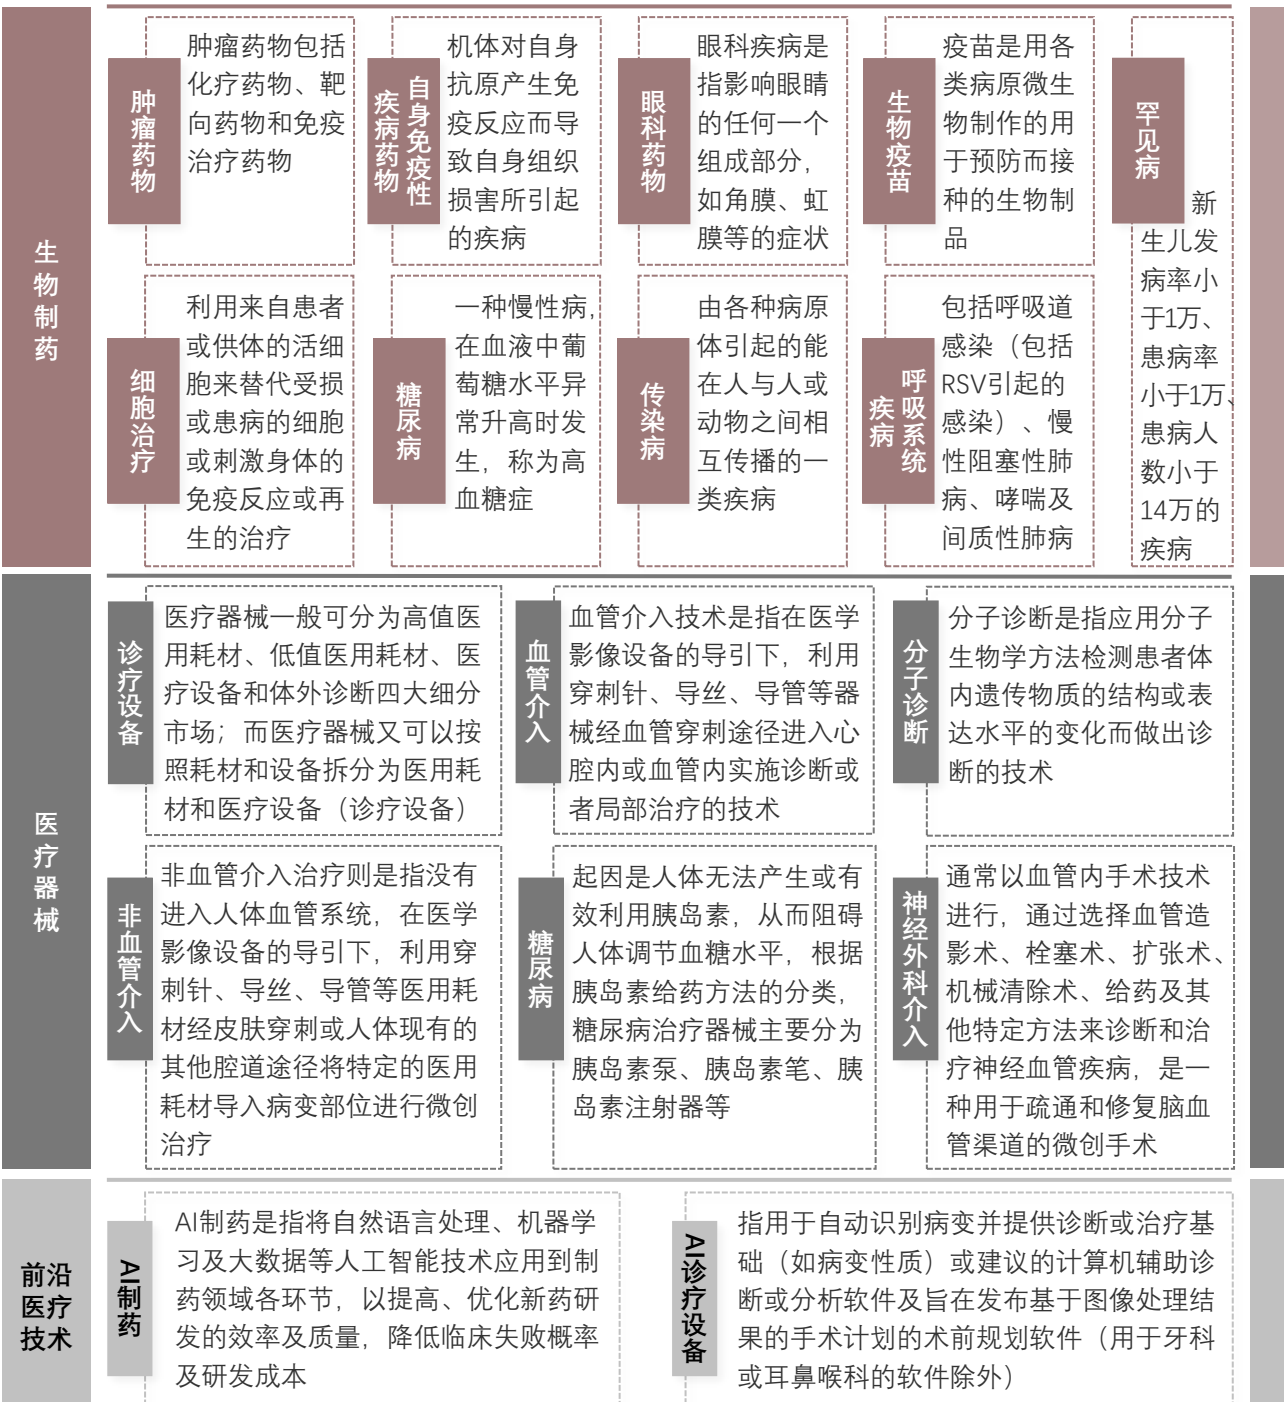 生物制药
肿瘤药物
肿瘤药物包括
化疗药物、靶
向药物和免疫
治疗药物
自身免疫性
疾病药物
机体对自身
抗原产生免
疫反应而导
致自身组织
损害所引起
的疾病
眼科药物
眼科疾病是
指影响眼睛
的任何一个
组成部分，
如角膜、虹
膜等的症状
生物疫苗
疫苗是用各
类病原微生
物制作的用
于预防而接
种的生物制
品
罕见病
新
生儿发
病率小
于1万、
患病率
小于1万、
患病人
数小于
14万的
疾病
细胞治疗
利用来自患者
或供体的活细
胞来替代受损
或患病的细胞
或刺激身体的
免疫反应或再
生的治疗
糖尿病
一种慢性病，
在血液中葡
萄糖水平异
常升高时发
生，称为高
血糖症
传染病
由各种病原
体引起的能
在人与人或
动物之间相
互传播的一
类疾病
呼吸系统
疾病
包括呼吸道
感染（包括
RSV引起的
感染）、慢
性阻塞性肺
病、哮喘及
间质性肺病
医疗器械
诊疗设备
医疗器械一般可分为高值医
用耗材、低值医用耗材、医
疗设备和体外诊断四大细分
市场；而医疗器械又可以按
照耗材和设备拆分为医用耗
材和医疗设备（诊疗设备）
血管介入
血管介入技术是指在医学
影像设备的导引下，利用
穿刺针、导丝、导管等器
械经血管穿刺途径进入心
腔内或血管内实施诊断或
者局部治疗的技术
分子诊断
分子诊断是指应用分子
生物学方法检测患者体
内遗传物质的结构或表
达水平的变化而做出诊
断的技术
非血管介入
非血管介入治疗则是指没有
进入人体血管系统，在医学
影像设备的导引下，利用穿
刺针、导丝、导管等医用耗
材经皮肤穿刺或人体现有的
其他腔道途径将特定的医用
耗材导入病变部位进行微创
治疗
糖尿病
起因是人体无法产生或有
效利用胰岛素，从而阻碍
人体调节血糖水平，根据
胰岛素给药方法的分类，
糖尿病治疗器械主要分为
胰岛素泵、胰岛素笔、胰
岛素注射器等
神经外科介入
通常以血管内手术技术
进行，通过选择血管造
影术、栓塞术、扩张术、
机械清除术、给药及其
他特定方法来诊断和治
疗神经血管疾病，是一
种用于疏通和修复脑血
管渠道的微创手术
前沿
医疗
技术
AI制药
AI制药是指将自然语言处理、机器学
习及大数据等人工智能技术应用到制
药领域各环节，以提高、优化新药研
发的效率及质量，降低临床失败概率
及研发成本
AI诊疗设备
指用于自动识别病变并提供诊断或治疗基
础（如病变性质）或建议的计算机辅助诊
断或分析软件及旨在发布基于图像处理结
果的手术计划的术前规划软件（用于牙科
或耳鼻喉科的软件除外）